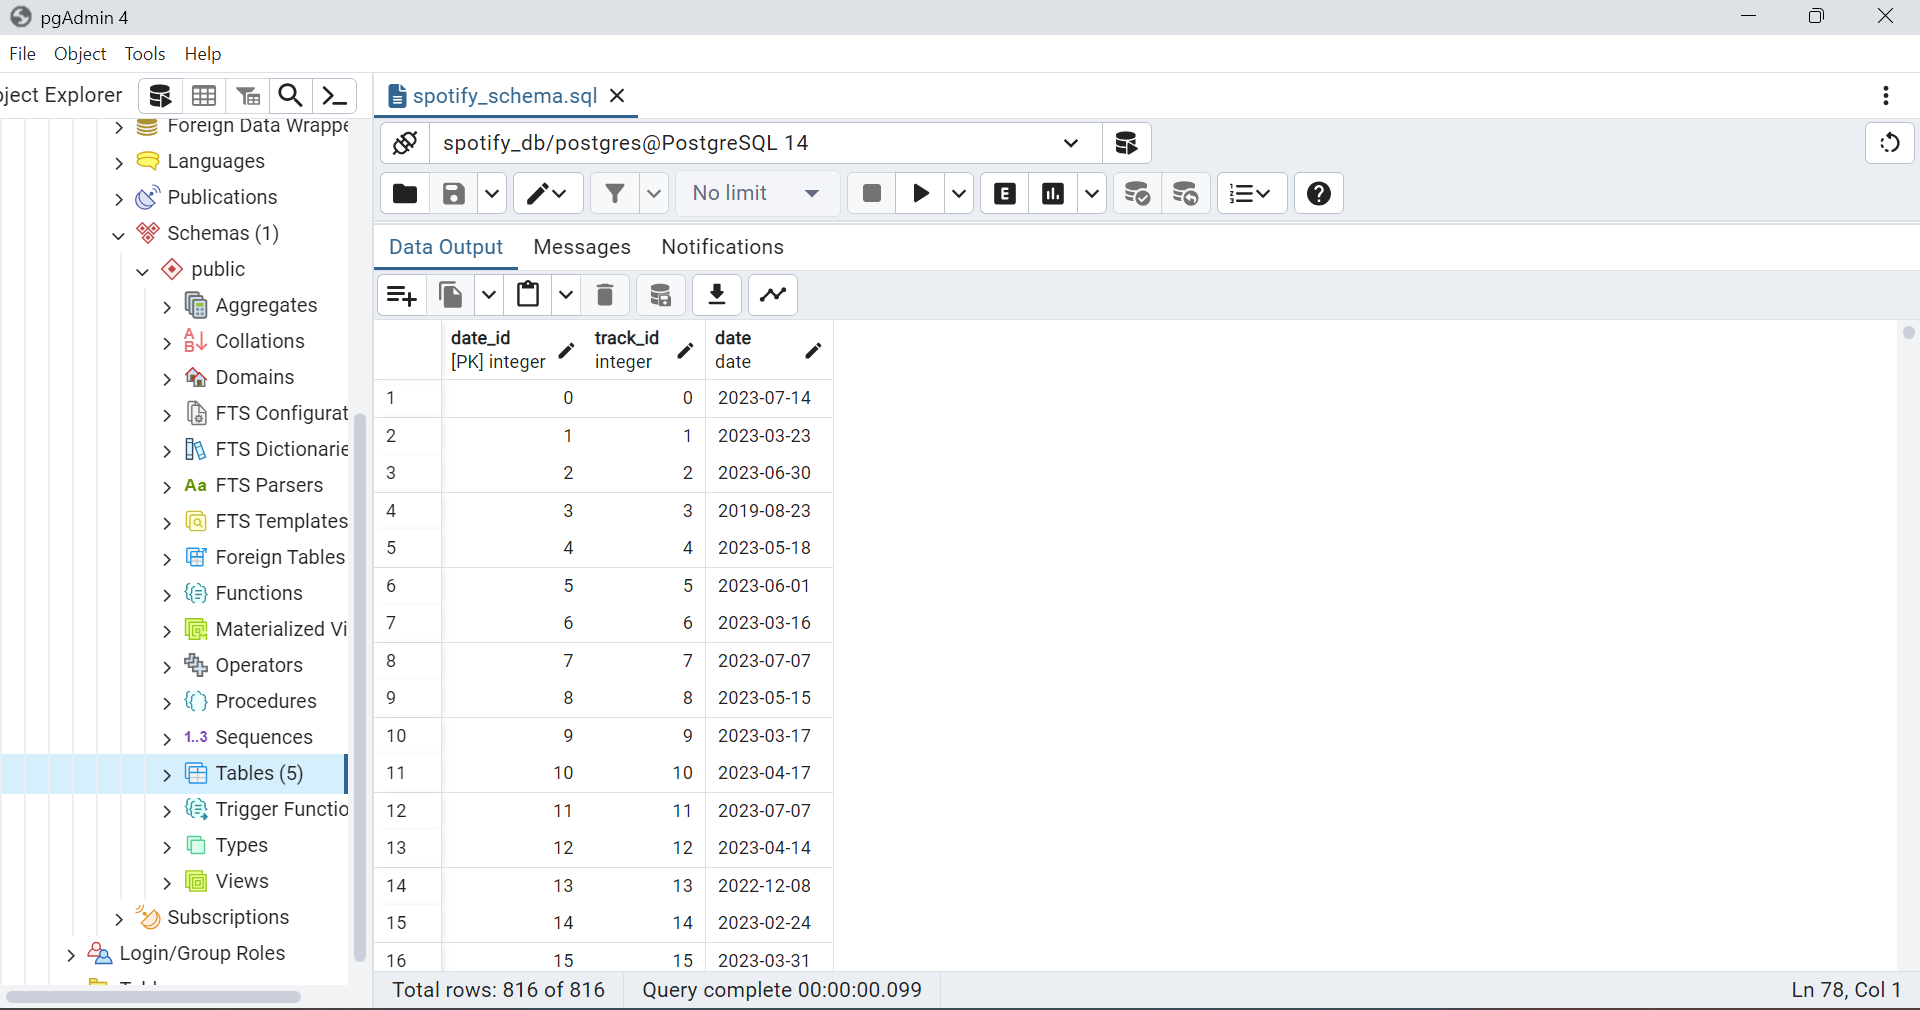 pgAdmin 4
File Object Tools Help
ject Explorer
spotify_schema.sql
Foreign Data Wrappe
Languages
Publications
Schemas (1)
public
Aggregates
Collations
Domains
FTS Configurat
FTS Dictionarie
Aa FTS Parsers
FTS Templates
Foreign Tables
Functions
Materialized Vi
Operators
Procedures
1..3 Sequences
Tables (5)
Trigger Functio
Types
Views
Subscriptions
Login/Group Roles
spotify_db/postgres@PostgreSQL 14
No limit
E
Data Output Messages Notifications
date_id track_id date
[PK] integer integer date
1 0 0 2023-07-14
2 1 1 2023-03-23
3 2 2 2023-06-30
4 3 3 2019-08-23
5 4 4 2023-05-18
6 5 5 2023-06-01
7 6 6 2023-03-16
8 7 7 2023-07-07
9 8 8 2023-05-15
10 9 9 2023-03-17
11 10 10 2023-04-17
12 11 11 2023-07-07
13 12 12 2023-04-14
14 13 13 2022-12-08
15 14 14 2023-02-24
16 15 15 2023-03-31
Total rows: 816 of 816 Query complete 00:00:00.099 Ln 78, Col 1